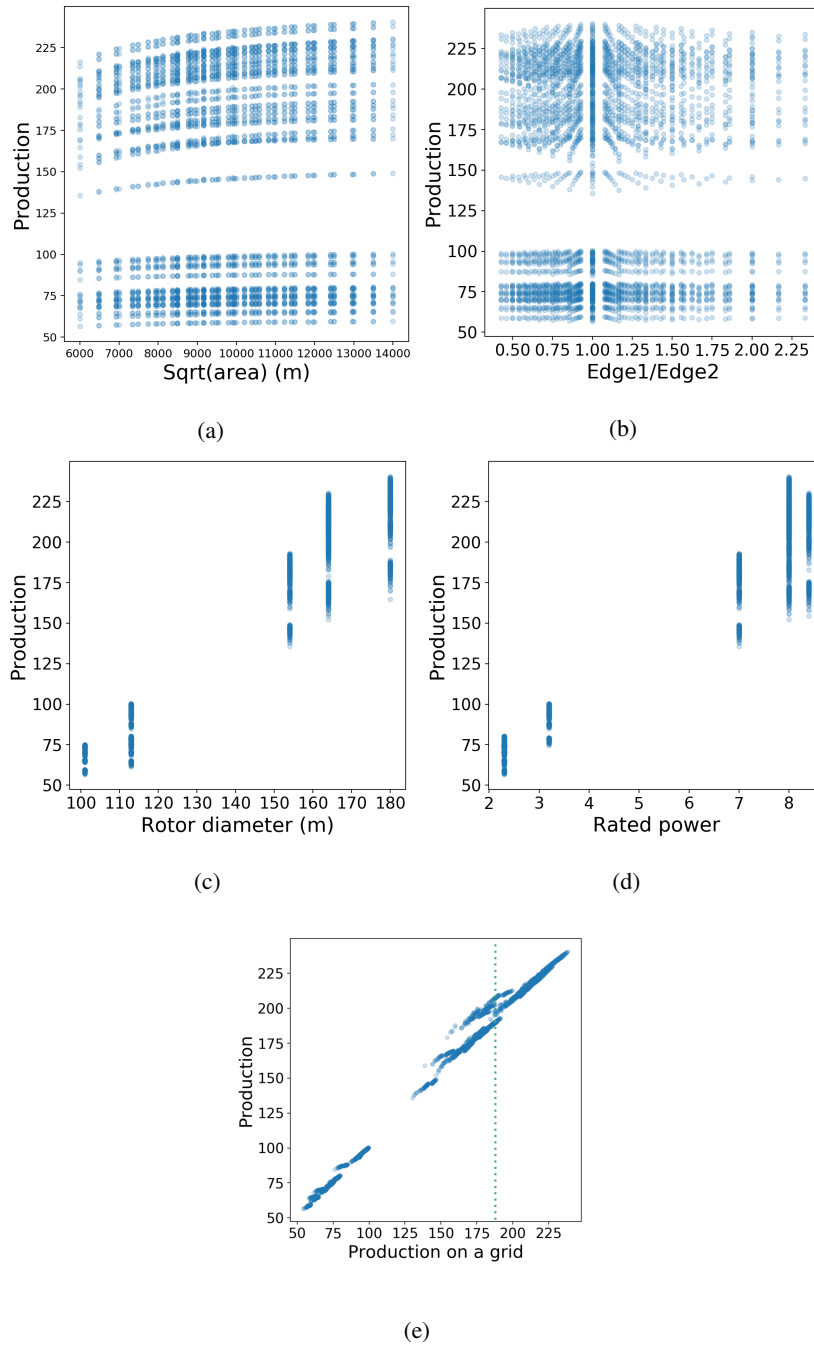 225
200
175
150
125
100
75
50
Production
6000 7000 8000 9000 10000 11000 12000 13000 14000
Sqrt(area) (m)
(a)
225
200
175
150
125
100
75
50
Production
0.50 0.75 1.00 1.25 1.50 1.75 2.00 2.25
Edge1/Edge2
(b)
225
200
175
150
125
100
75
50
Production
100 110 120 130 140 150 160 170 180
Rotor diameter (m)
(c)
225
200
175
150
125
100
75
50
Production
2 3 4 5 6 7 8
Rated power
(d)
225
200
175
150
125
100
75
50
Production
50 75 100 125 150 175 200 225
Production on a grid
(e)